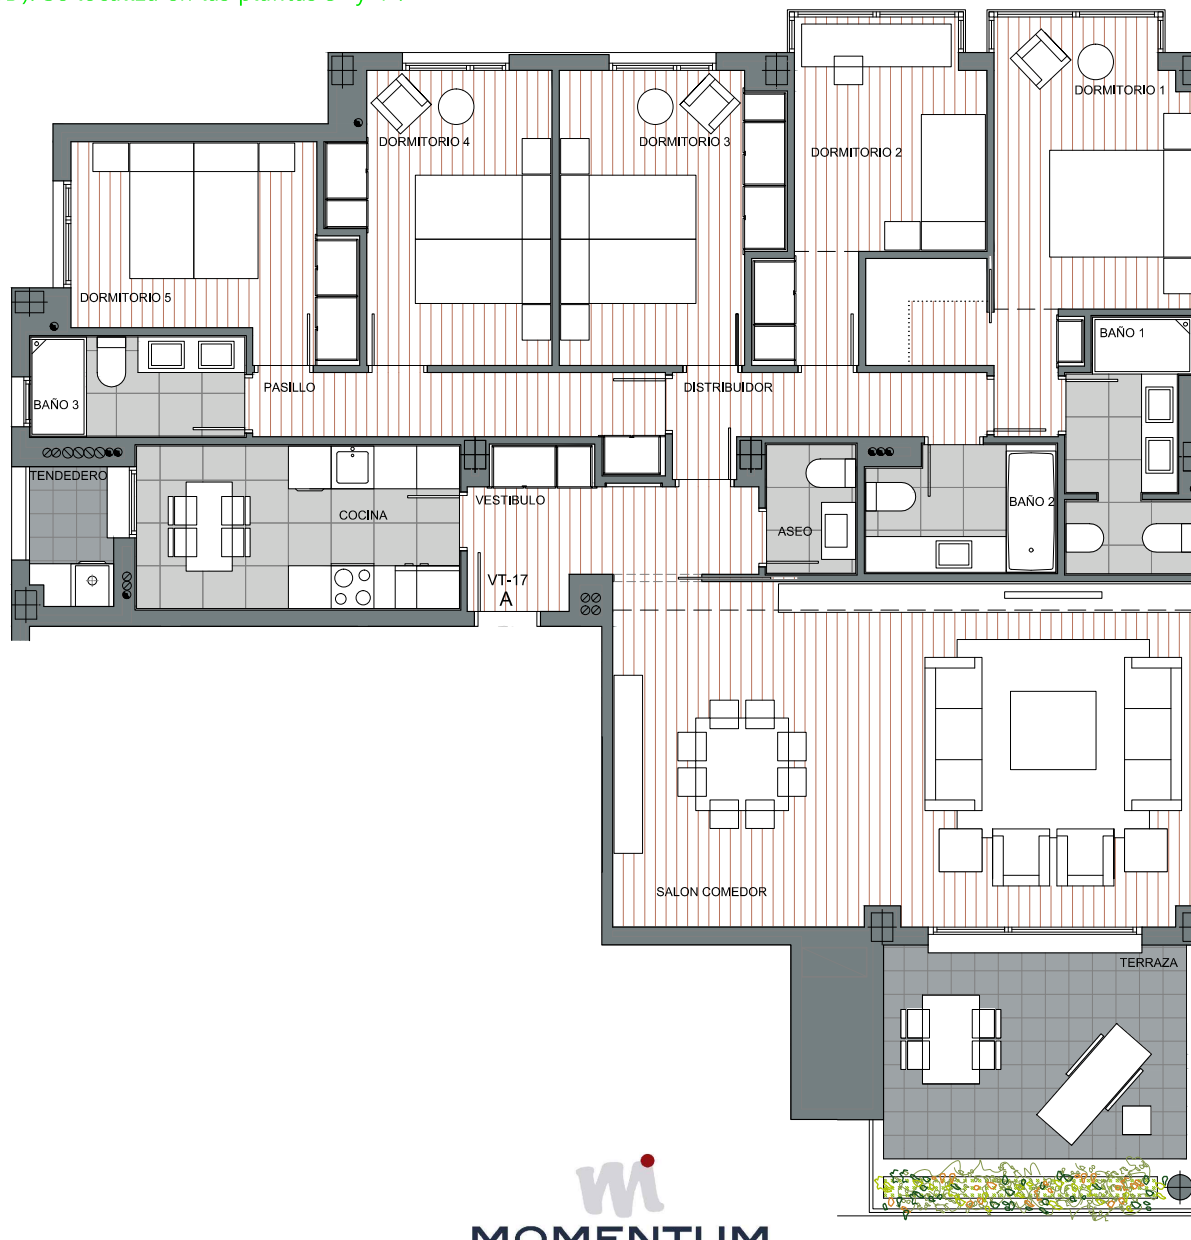 DORMITORIO 1
DORMITORIO 4
DORMITORIO 3
DORMITORIO 2
DORMITORIO 5
BAÑO 1
PASILLO
DISTRIBUIDOR
BAÑO 3
TENDEDERO
VESTIBULO
BAÑO 2
COCINA
ASEO
VT-17
A
SALON COMEDOR
TERRAZA
m
MOMENTUM